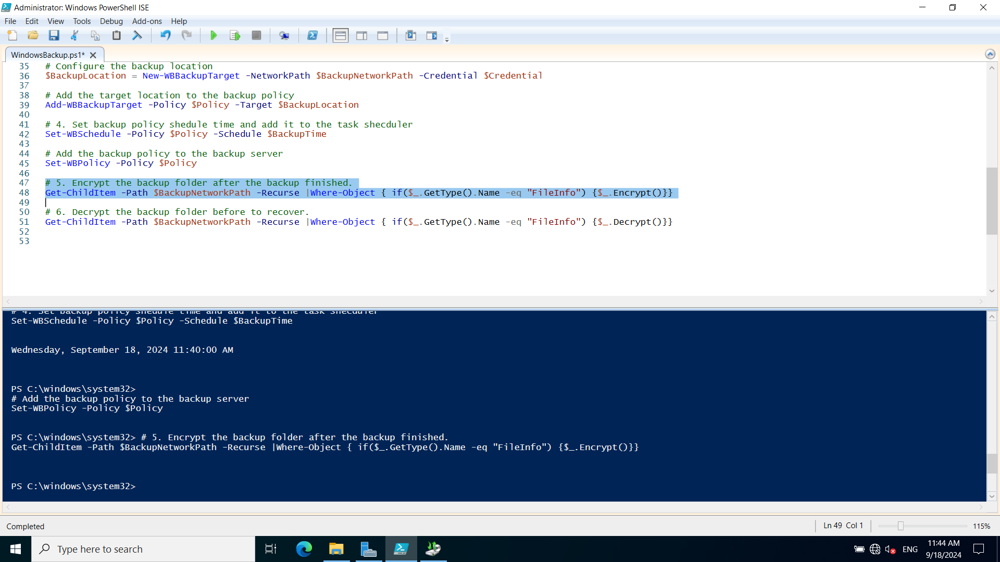 Administrator: Windows PowerShell ISE
File Edit View Tools Debug Add-ons Help
WindowsBackup.ps1*
35 # Configure the backup location
36 $BackupLocation = New-WBBackupTarget -NetworkPath $BackupNetworkPath -Credential $Credential
37
38 # Add the target location to the backup policy
39 Add-WBBackupTarget -Policy $Policy -Target $BackupLocation
40
41 # 4. Set backup policy shedule time and add it to the task shecduler
42 Set-WBSchedule -Policy $Policy -Schedule $BackupTime
43
44 # Add the backup policy to the backup server
45 Set-WBPolicy -Policy $Policy
46
47 # 5. Encrypt the backup folder after the backup finished.
48 Get-ChildItem -Path $BackupNetworkPath -Recurse |Where-Object { if($_.GetType().Name -eq "FileInfo") {$_.Encrypt()}}
49
50 # 6. Decrypt the backup folder before to recover.
51 Get-ChildItem -Path $BackupNetworkPath -Recurse |Where-Object { if($_.GetType().Name -eq "FileInfo") {$_.Decrypt()}}
52
53
# 4. Set backup policy shedule time and add it to the task shecduler
Set-WBSchedule -Policy $Policy -Schedule $BackupTime
Wednesday, September 18, 2024 11:40:00 AM
PS C:\windows\system32>
# Add the backup policy to the backup server
Set-WBPolicy -Policy $Policy
PS C:\windows\system32> # 5. Encrypt the backup folder after the backup finished.
Get-ChildItem -Path $BackupNetworkPath -Recurse |Where-Object { if($_.GetType().Name -eq "FileInfo") {$_.Encrypt()}}
PS C:\windows\system32>
Completed
Ln 49 Col 1
115%
Type here to search
ENG
11:44 AM
9/18/2024